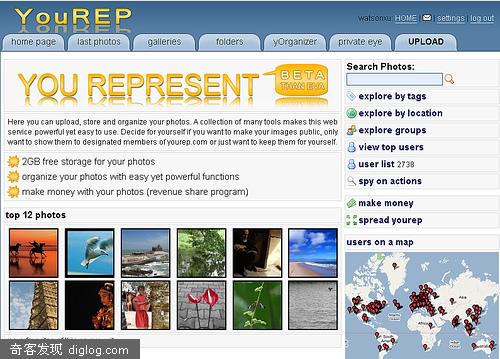 YouREP
watsonxu HOME | settings | log out
home page last photos galleries folders yOrganizer private eye UPLOAD
YOU REPRESENT
BETA
THAN EVA
Here you can upload, store and organize your photos. A collection of many tools makes this web
service powerful yet easy to use. Decide for yourself if you want to make your images public, only
want to show them to designated members of yourep.com or just want to keep them for yourself.
2GB free storage for your photos
organize your photos with easy yet powerful functions
make money with your photos (revenue share program)
top 12 photos
Search Photos:
explore by tags
explore by location
explore groups
view top users
user list 2738
spy on actions
make money
spread yourep
users on a map
Asia
Africa
Atlantic
Ocean
Indian
Ocean
奇客发现 diglog.com